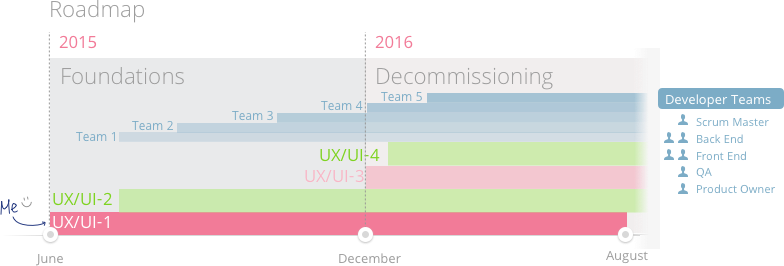 Roadmap
2015
2016
Foundations
Decommissioning
Team 5
Team 4
Team 3
Team 2
Team 1
UX/UI-4
UX/UI-3
UX/UI-2
Me
UX/UI-1
June
December
August
Developer Teams
Scrum Master
Back End
Front End
QA
Product Owner